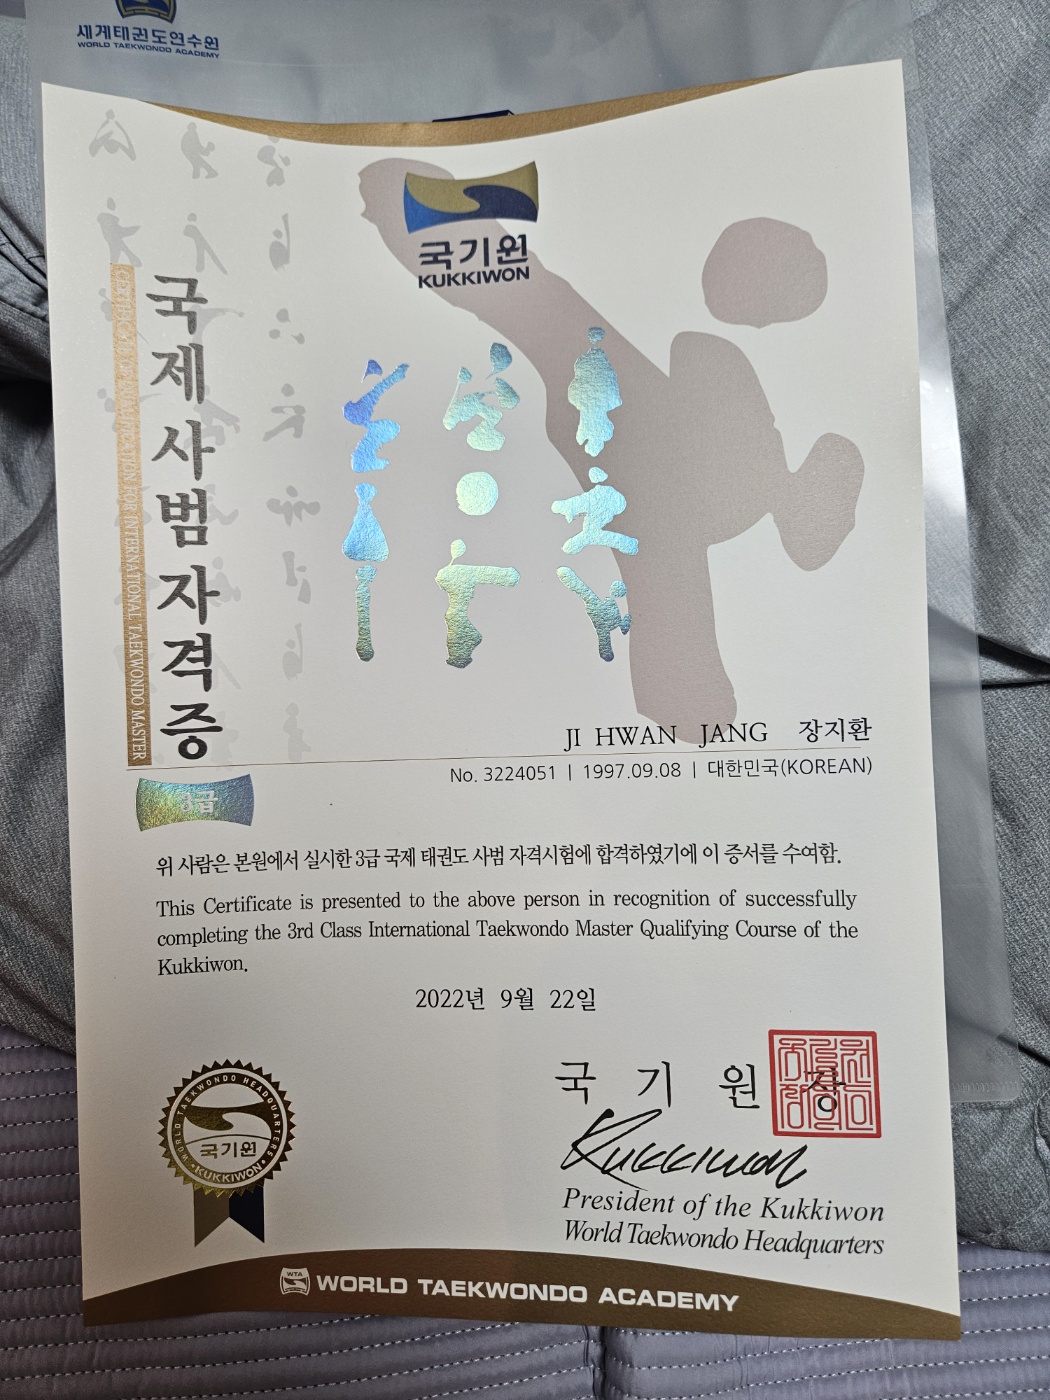 세계태권도연수원
WORLD TAEKWONDO ACADEMY
국기원
KUKKIWON
국제사범자격증
CERTIFICATE OF QUALIFICATION FOR INTERNATIONAL TAEKWONDO MASTER
JI HWAN JANG 장지환
No. 3224051 | 1997.09.08 | 대한민국(KOREAN)
3급
위 사람은 본원에서 실시한 3급 국제 태권도 사범 자격시험에 합격하였기에 이 증서를 수여함.
This Certificate is presented to the above person in recognition of successfully
completing the 3rd Class International Taekwondo Master Qualifying Course of the
Kukkiwon.
2022년 9월 22일
국 기 원 장
Kukkiwon
President of the Kukkiwon
World Taekwondo Headquarters
WORLD TAEKWONDO HEADQUARTERS
국기원
KUKKIWON
WTA
WORLD TAEKWONDO ACADEMY